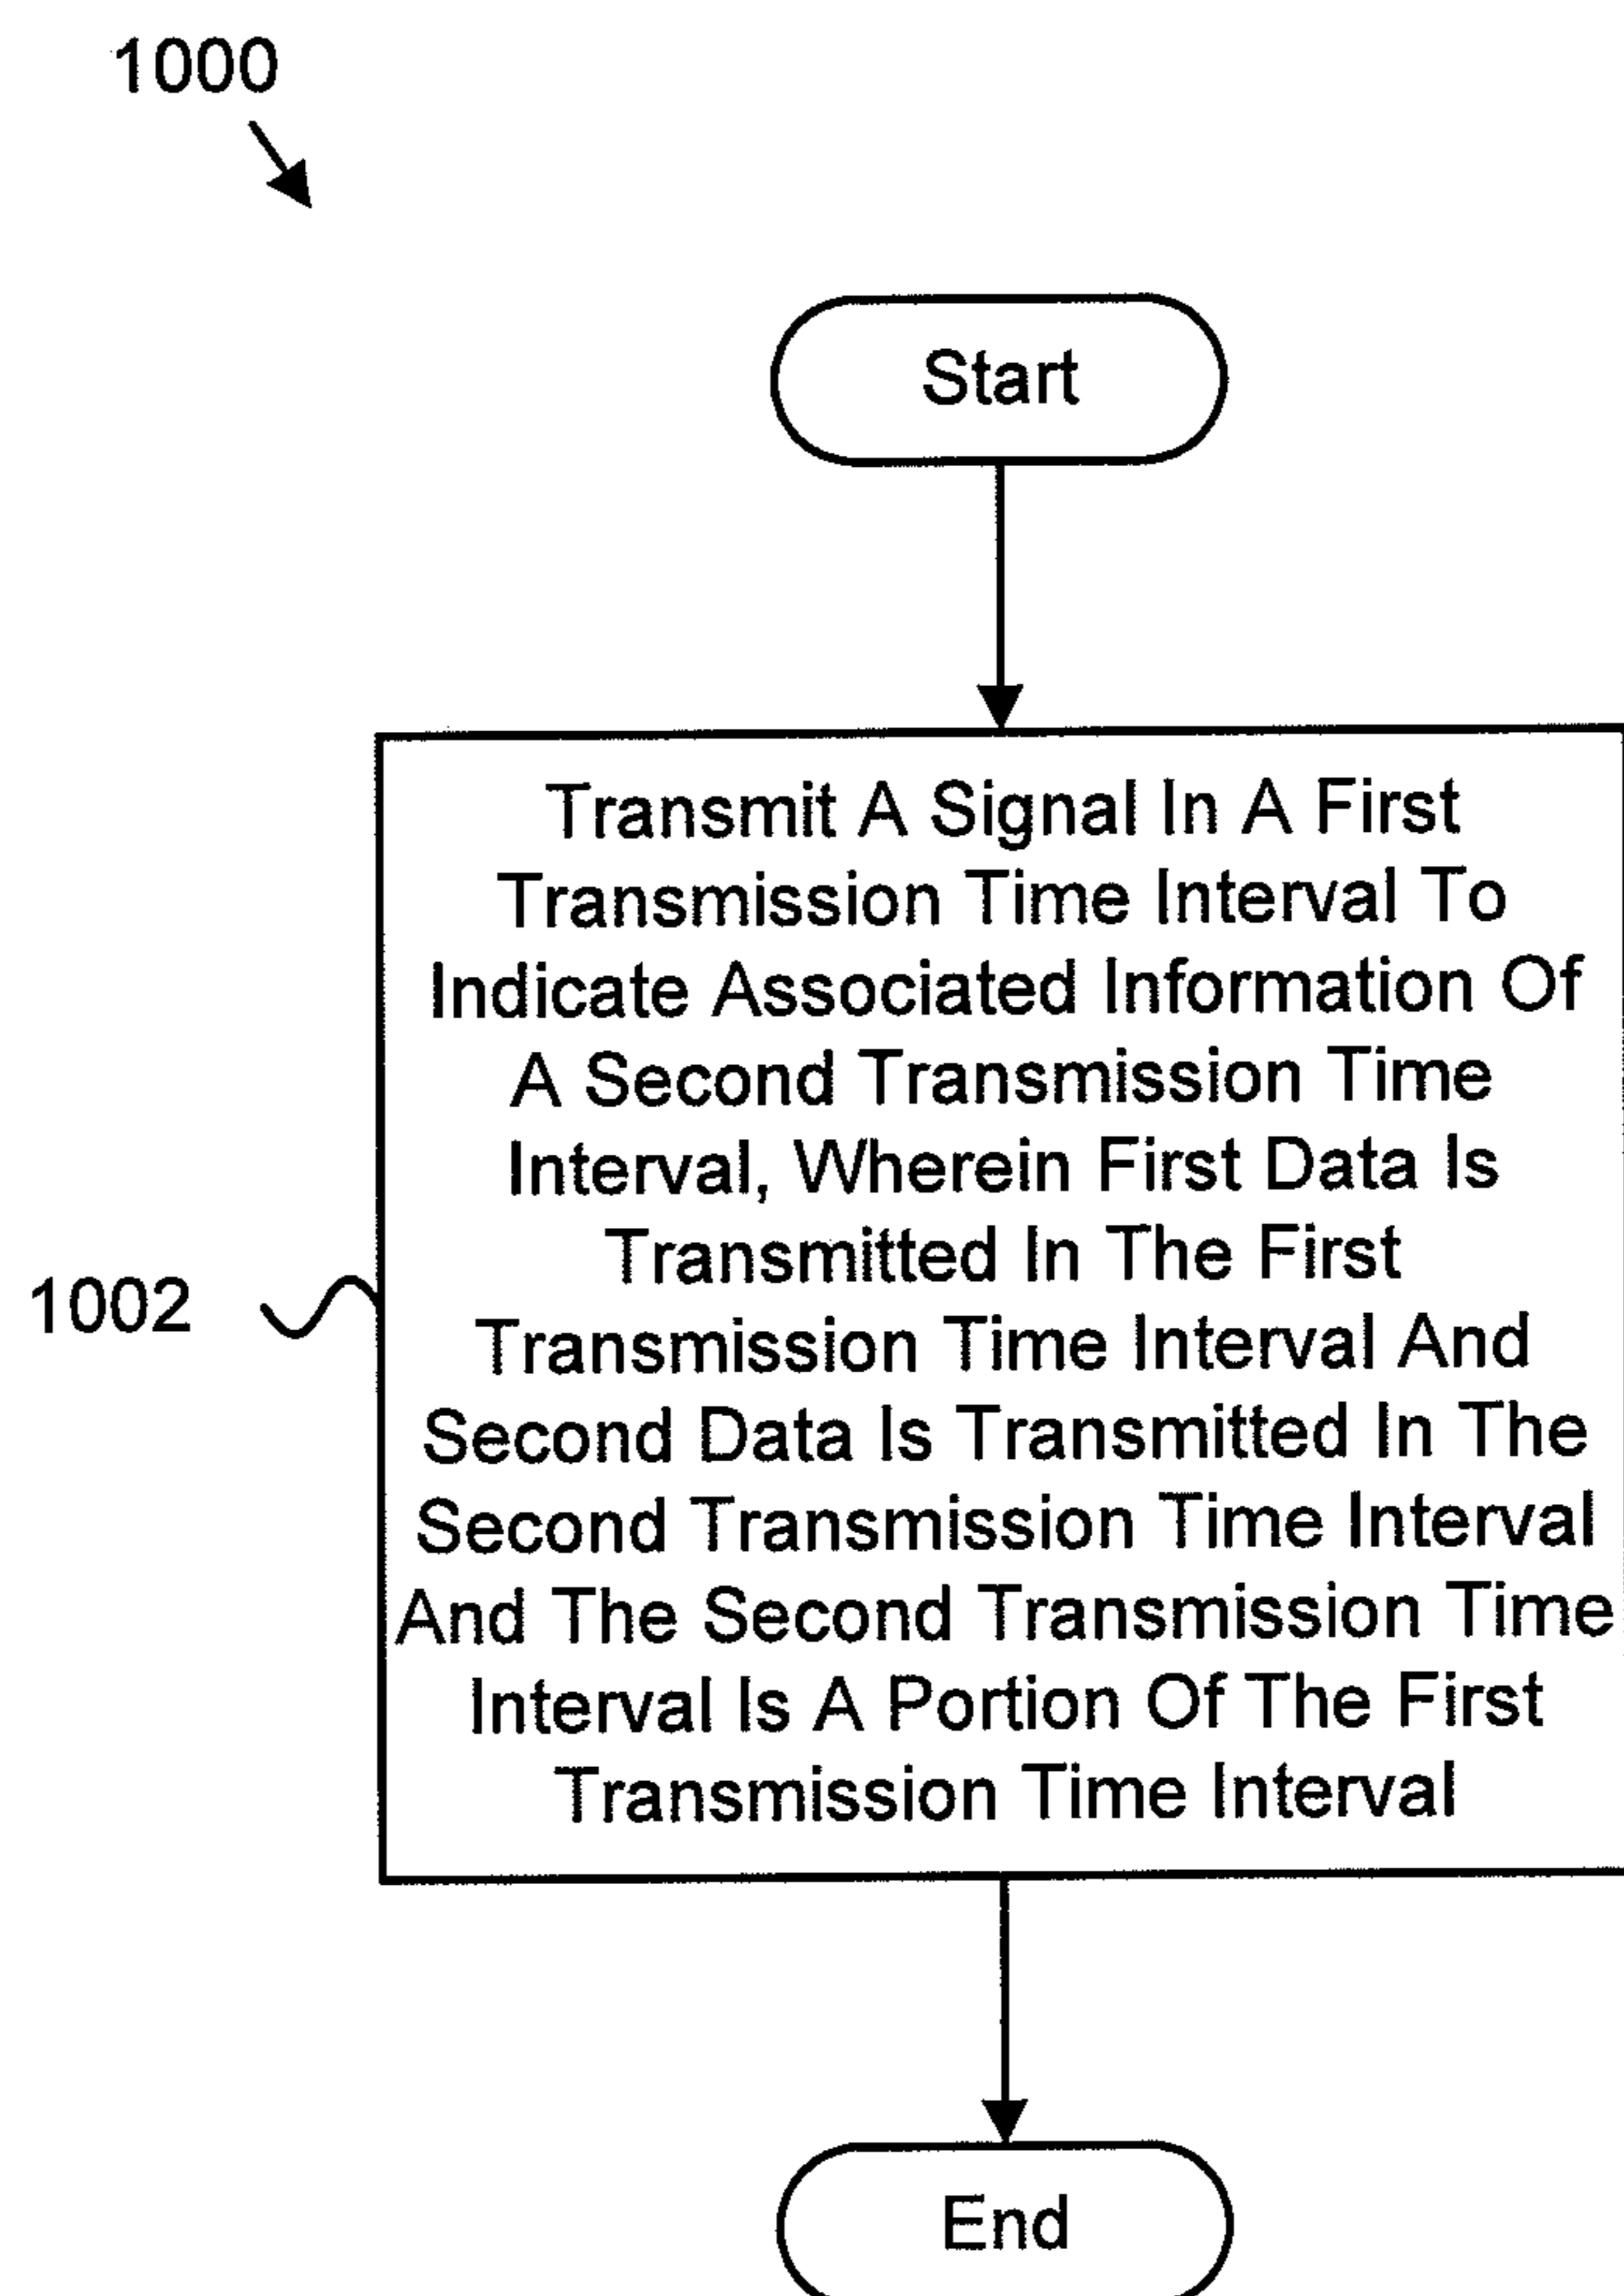 1000
Start
Transmit A Signal In A First
Transmission Time Interval To
Indicate Associated Information Of
A Second Transmission Time
Interval, Wherein First Data Is
Transmitted In The First
Transmission Time Interval And
Second Data Is Transmitted In The
Second Transmission Time Interval
And The Second Transmission Time
Interval Is A Portion Of The First
Transmission Time Interval
1002
End